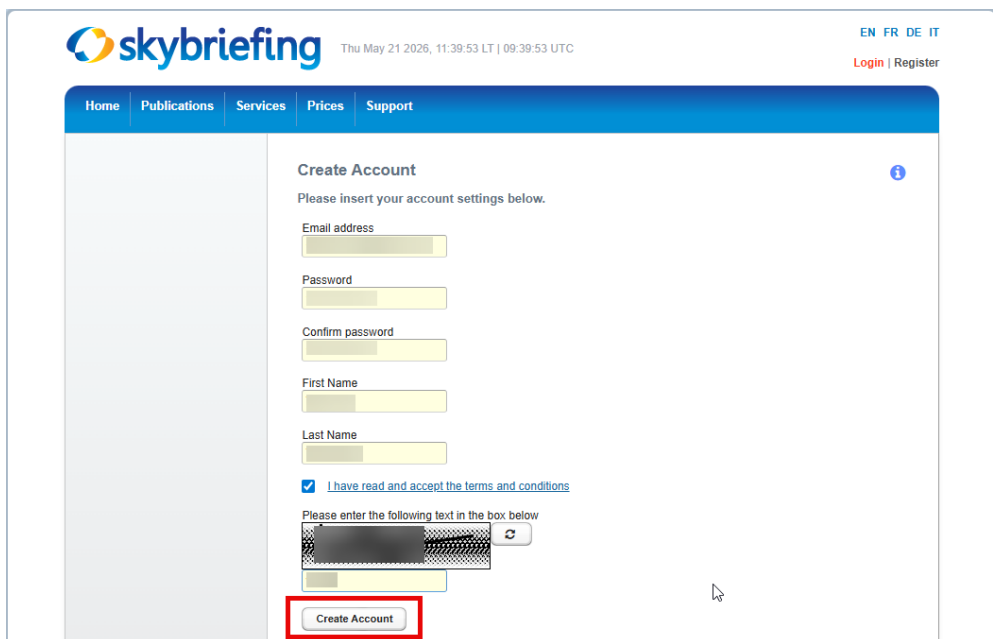 EN FR DE IT
skybriefing Thu May 21 2026, 11:39:53 LT | 09:39:53 UTC
Login | Register
Home Publications Services Prices Support
Create Account
Please insert your account settings below.
Email address
Password
Confirm password
First Name
Last Name
I have read and accept the terms and conditions
Please enter the following text in the box below
Create Account